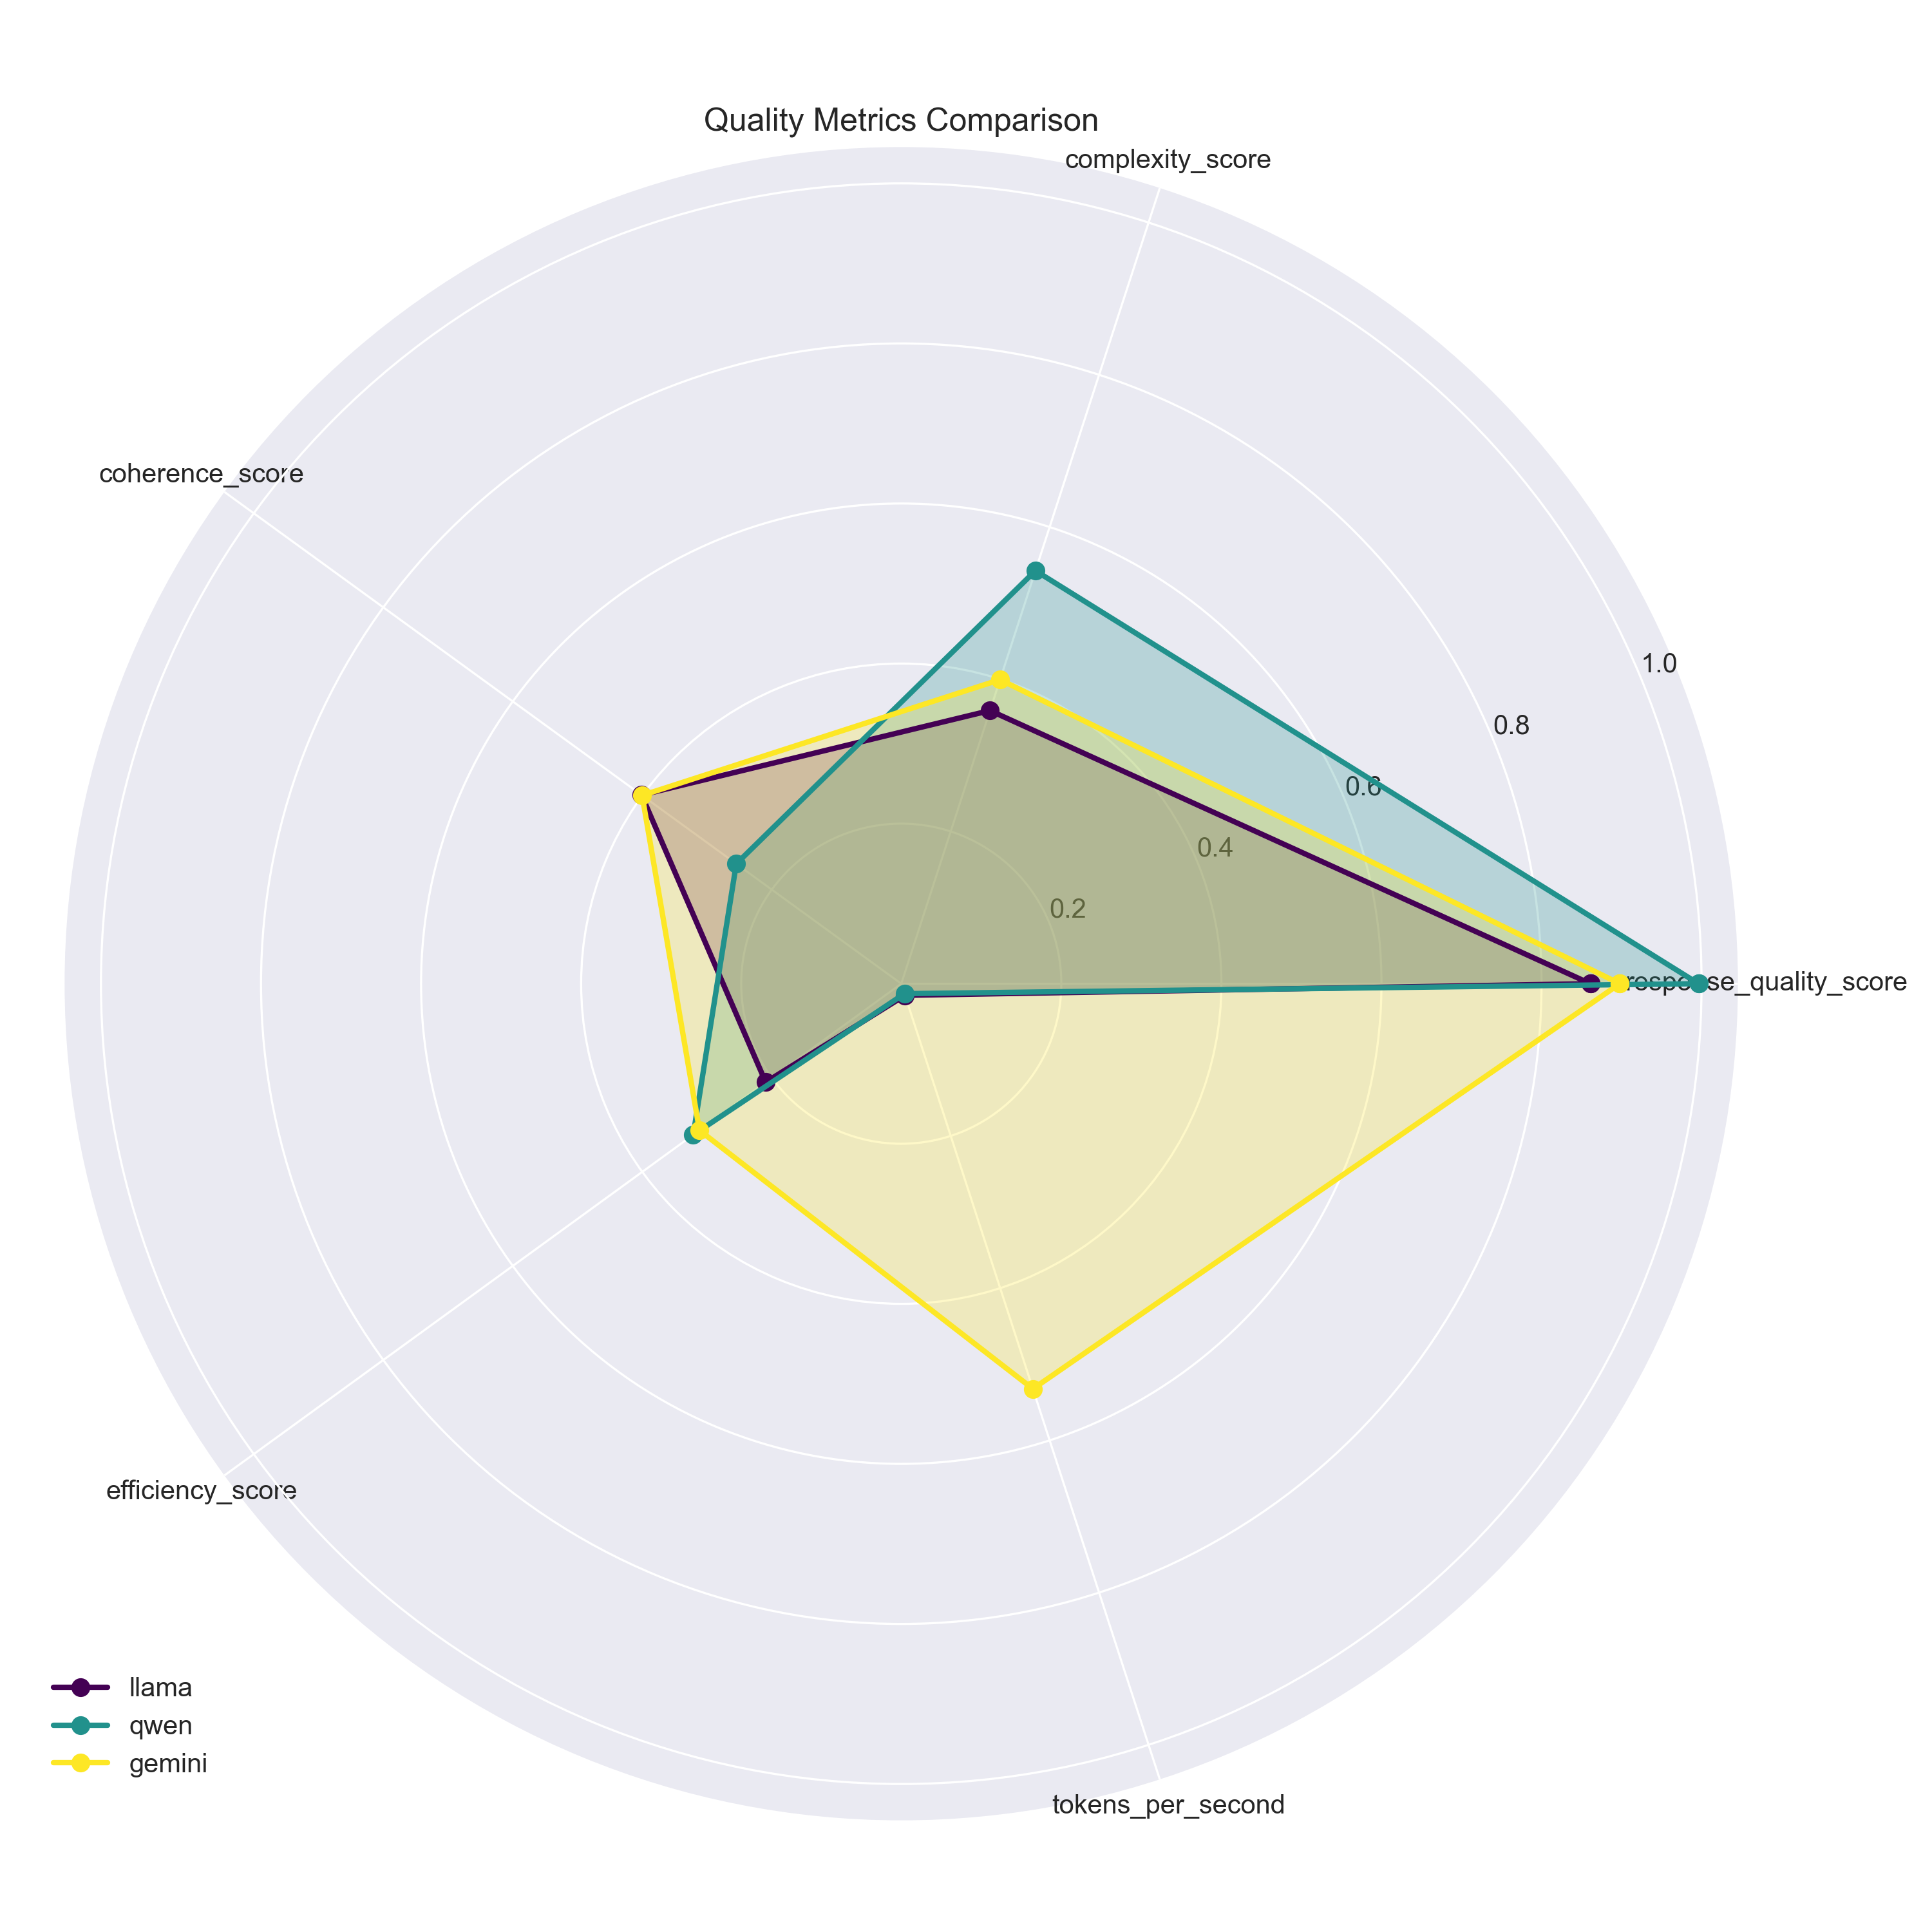 Quality Metrics Comparison
complexity_score
coherence_score
1.0
0.8
0.6
0.4
0.2
response_quality_score
efficiency_score
tokens_per_second
llama
qwen
gemini